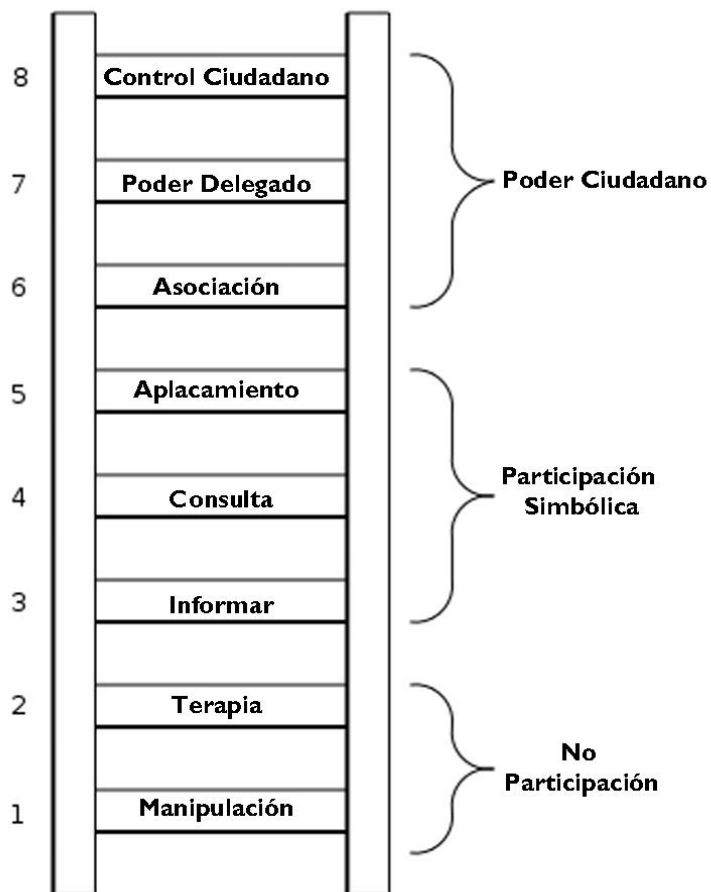 8
Control Ciudadano
7
Poder Delegado
Poder Ciudadano
6
Asociación
5
Aplacamiento
4
Consulta
Participación
Simbólica
3
Informar
2
Terapia
No
Participación
1
Manipulación